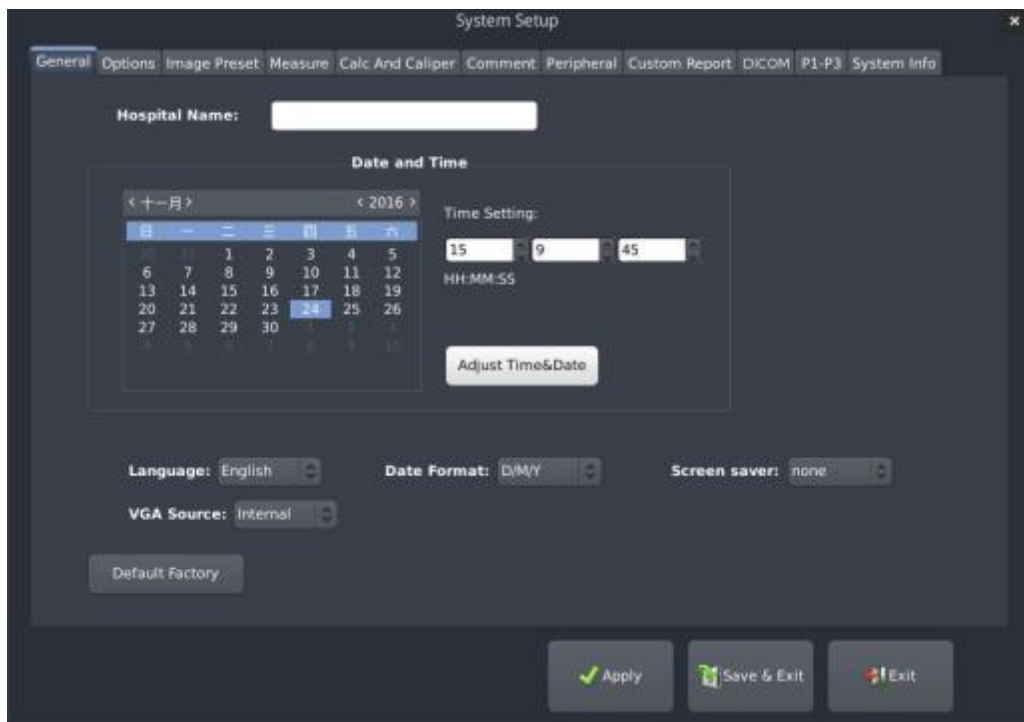 System Setup
General Options Image Preset Measure Calc And Caliper Comment Peripheral Custom Report DICOM P1-P3 System Info
Hospital Name:
Date and Time
十一月 2016
日 一 二 三 四 五 六
1 2 3 4 5
6 7 8 9 10 11 12
13 14 15 16 17 18 19
20 21 22 23 24 25 26
27 28 29 30
Time Setting:
15 9 45
HH:MM:SS
Adjust Time&Date
Language: English Date Format: D/M/Y Screen saver: none
VGA Source: Internal
Default Factory
Apply Save & Exit Exit